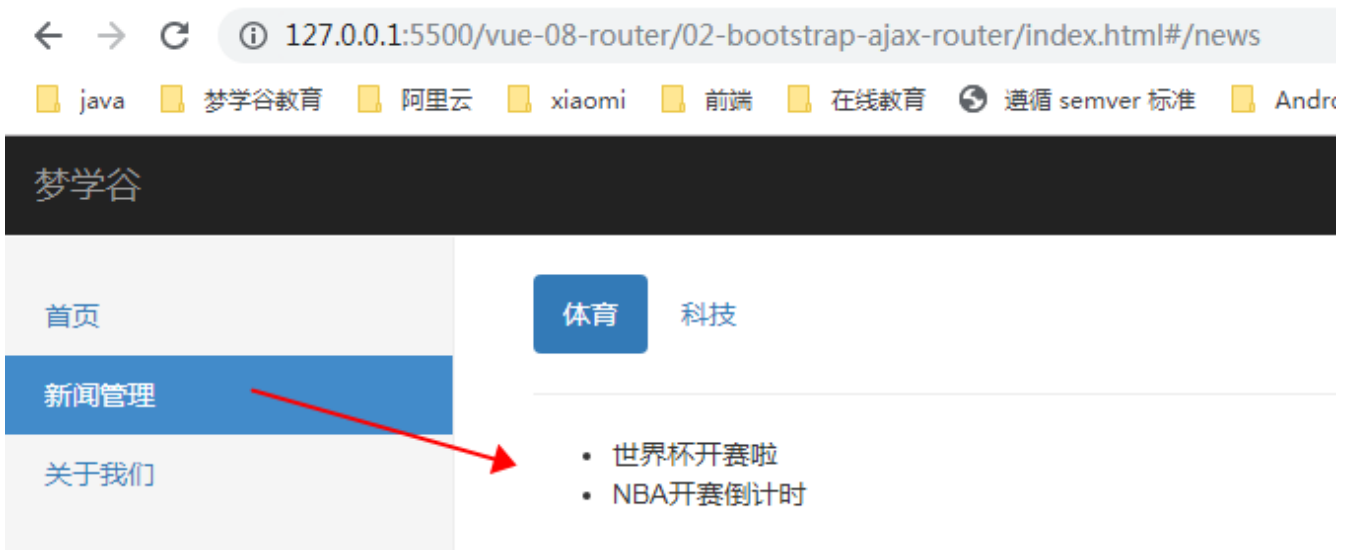 127.0.0.1:5500/vue-08-router/02-bootstrap-ajax-router/index.html#/news
java 梦学谷教育 阿里云 xiaomi 前端 在线教育 遵循 semver 标准 Andro
梦学谷
首页
体育 科技
新闻管理
世界杯开赛啦
关于我们
NBA开赛倒计时